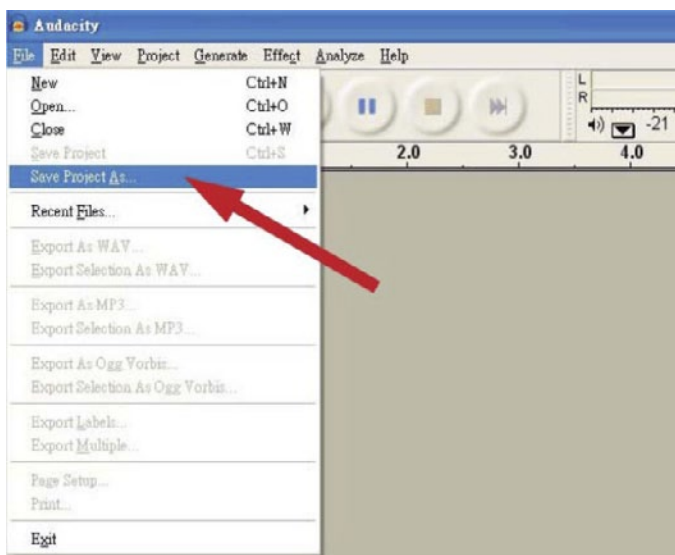 Audacity
File Edit View Project Generate Effect Analyze Help
New Ctrl+N
Open... Ctrl+O
Close Ctrl+W
Save Project Ctrl+S
Save Project As...
Recent Files...
Export As WAV...
Export Selection As WAV...
Export As MP3...
Export Selection As MP3...
Export As Ogg Vorbis...
Export Selection As Ogg Vorbis...
Export Labels...
Export Multiple...
Page Setup...
Print...
Exit
L
R
-21
2.0 3.0 4.0